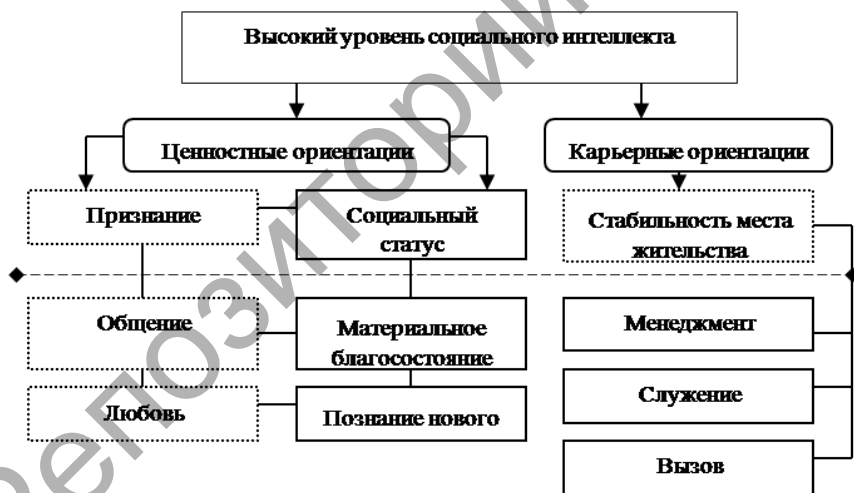 Высокий уровень социального интеллекта
Ценностные ориентации
Карьерные ориентации
Признание
Социальный
статус
Стабильность места
жительства
Общение
Материальное
благосостояние
Менеджмент
Любовь
Познание нового
Служение
Вызов
Репозиторий